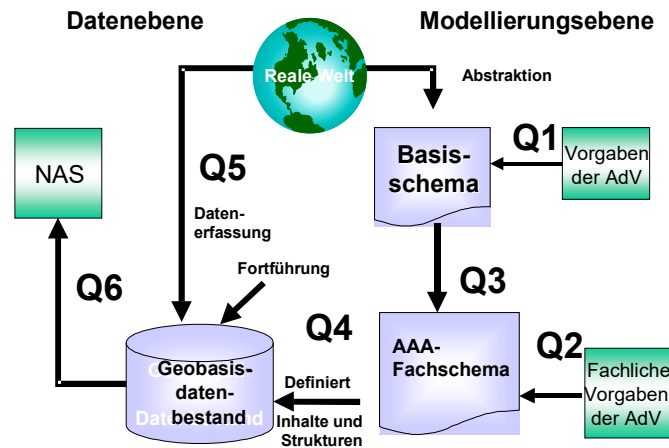 Datenebene
Modellierungsebene
Reale Welt
Abstraktion
Q1
Basis-
schema
Vorgaben
der AdV
NAS
Q5
Daten-
erfassung
Fortführung
Q3
Q6
Q4
Geobasis-
daten-
bestand
Definiert
Inhalte und
Strukturen
AAA-
Fachschema
Q2
Fachliche
Vorgaben
der AdV